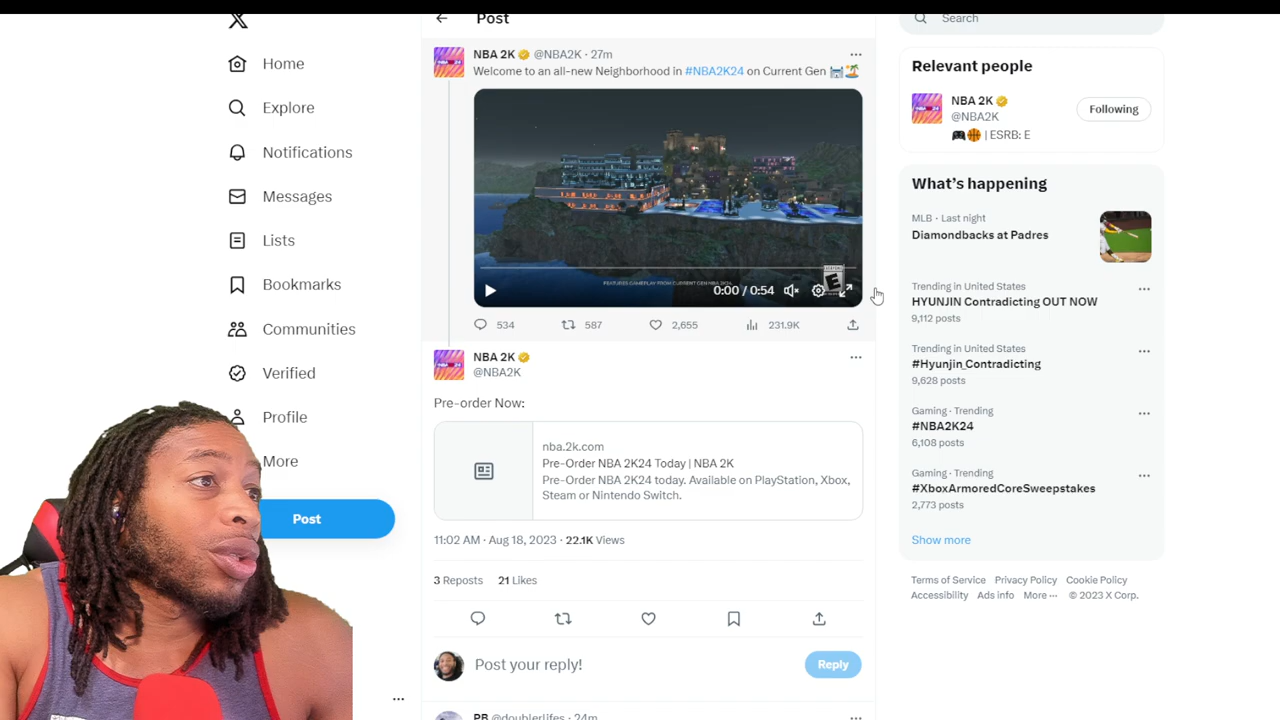 Post
Search
Home
Explore
Notifications
Messages
Lists
Bookmarks
Communities
Verified
Profile
More
Post
NBA 2K @NBA2K · 27m
Welcome to an all-new Neighborhood in #NBA2K24 on Current Gen
0:00 / 0:54
534 587 2,655 231.9K
NBA 2K
@NBA2K
Pre-order Now:
nba.2k.com
Pre-Order NBA 2K24 Today | NBA 2K
Pre-Order NBA 2K24 today. Available on PlayStation, Xbox,
Steam or Nintendo Switch.
11:02 AM · Aug 18, 2023 · 22.1K Views
3 Reposts 21 Likes
Post your reply!
Reply
PB @doublerlifes · 24m
Relevant people
NBA 2K
@NBA2K
Following
| ESRB: E
What’s happening
MLB · Last night
Diamondbacks at Padres
Trending in United States
HYUNJIN Contradicting OUT NOW
9,112 posts
Trending in United States
#Hyunjin_Contradicting
9,628 posts
Gaming · Trending
#NBA2K24
6,108 posts
Gaming · Trending
#XboxArmoredCoreSweepstakes
2,773 posts
Show more
Terms of Service Privacy Policy Cookie Policy
Accessibility Ads info More ··· © 2023 X Corp.